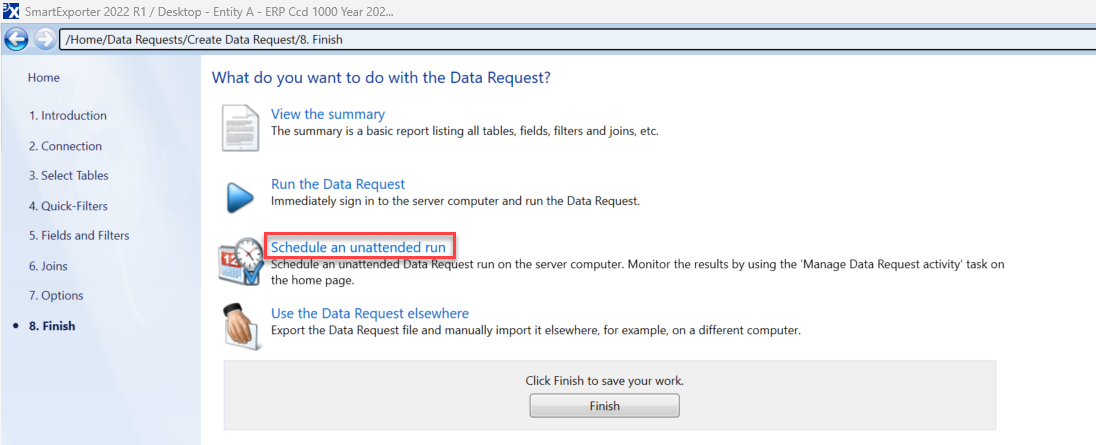 SmartExporter 2022 R1 / Desktop - Entity A - ERP Ccd 1000 Year 202...
/Home/Data Requests/Create Data Request/8. Finish
Home
1. Introduction
2. Connection
3. Select Tables
4. Quick-Filters
5. Fields and Filters
6. Joins
7. Options
8. Finish
What do you want to do with the Data Request?
View the summary
The summary is a basic report listing all tables, fields, filters and joins, etc.
Run the Data Request
Immediately sign in to the server computer and run the Data Request.
Schedule an unattended run
Schedule an unattended Data Request run on the server computer. Monitor the results by using the 'Manage Data Request activity' task on
the home page.
Use the Data Request elsewhere
Export the Data Request file and manually import it elsewhere, for example, on a different computer.
Click Finish to save your work.
Finish